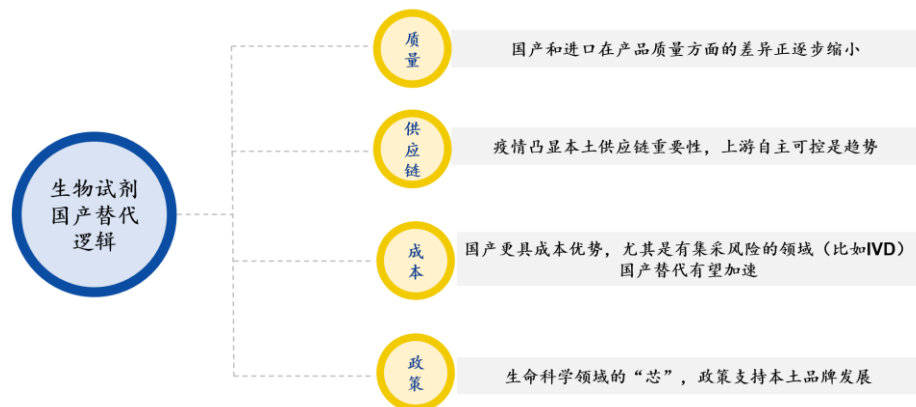 生物试剂
国产替代
逻辑
质
量
国产和进口在产品质量方面的差异正逐步缩小
供
应
链
疫情凸显本土供应链重要性，上游自主可控是趋势
成
本
国产更具成本优势，尤其是有集采风险的领域（比如IVD）
国产替代有望加速
政
策
生命科学领域的“芯”，政策支持本土品牌发展